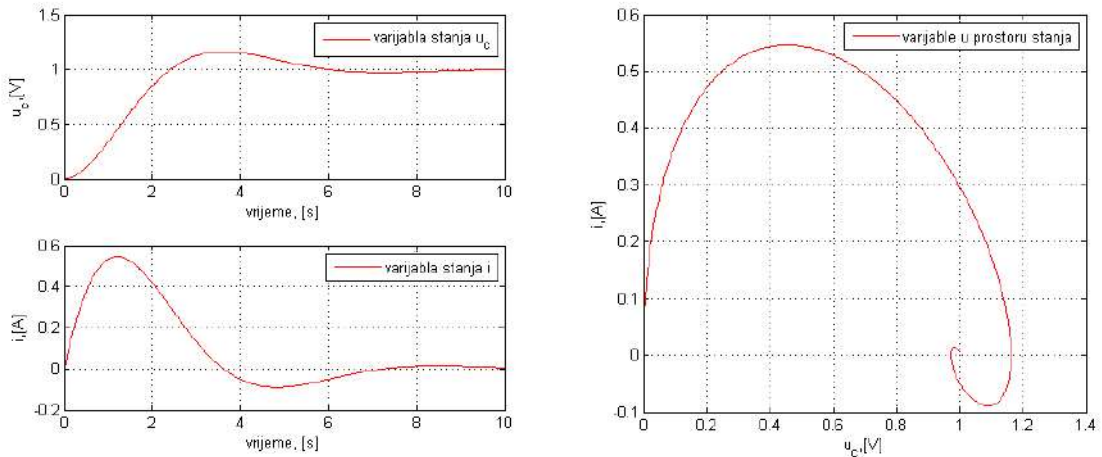 1.5
1
0.5
0
u_c,[V]
varijabla stanja u_c
0 2 4 6 8 10
vrijeme, [s]
0.6
0.4
0.2
0
-0.2
i,[A]
varijabla stanja i
0 2 4 6 8 10
vrijeme, [s]
0.6
0.5
0.4
0.3
0.2
0.1
0
-0.1
i,[A]
varijable u prostoru stanja
0 0.2 0.4 0.6 0.8 1.0 1.2 1.4
u_c,[V]